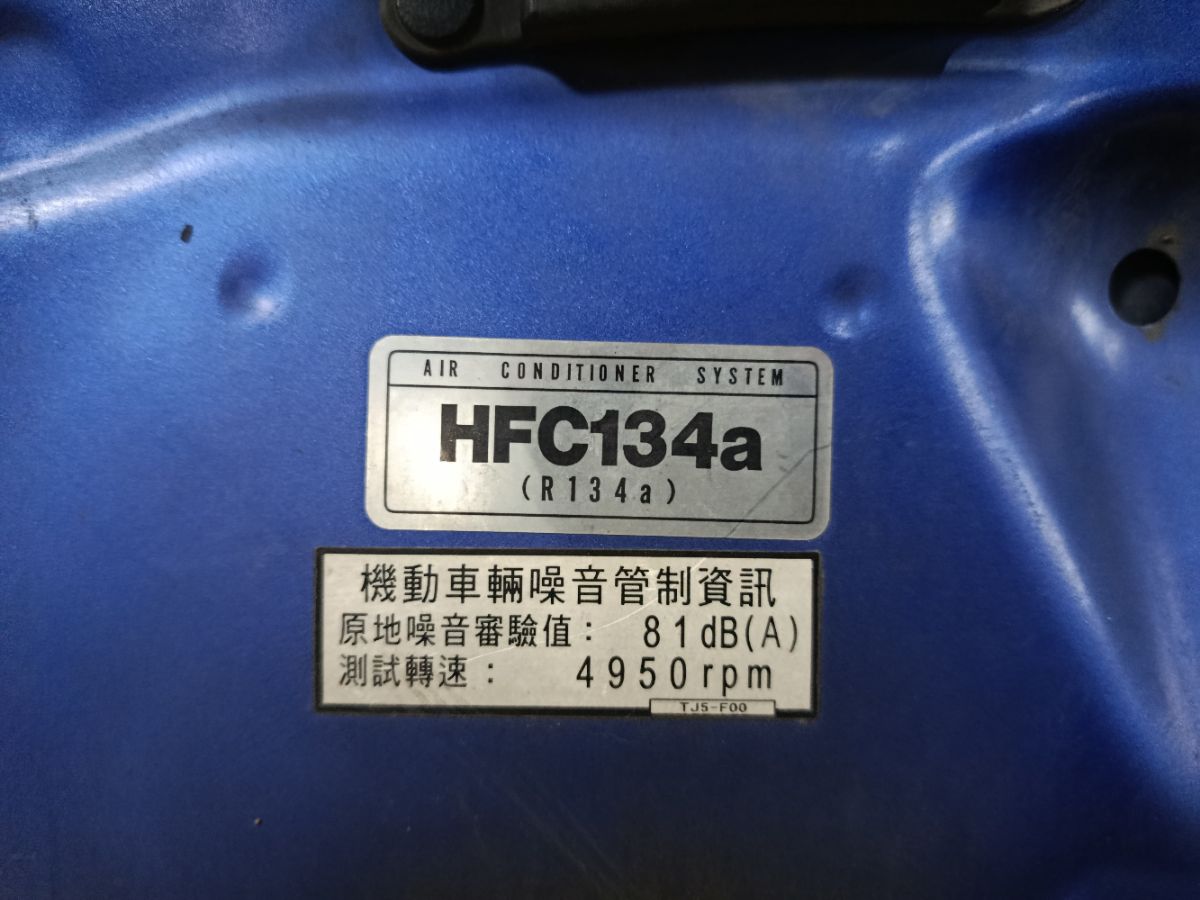 AIR CONDITIONER SYSTEM
HFC134a
(R134a)
機動車輛噪音管制資訊
原地噪音審驗值： 81dB(A)
測試轉速： 4950rpm
TJ5-F00